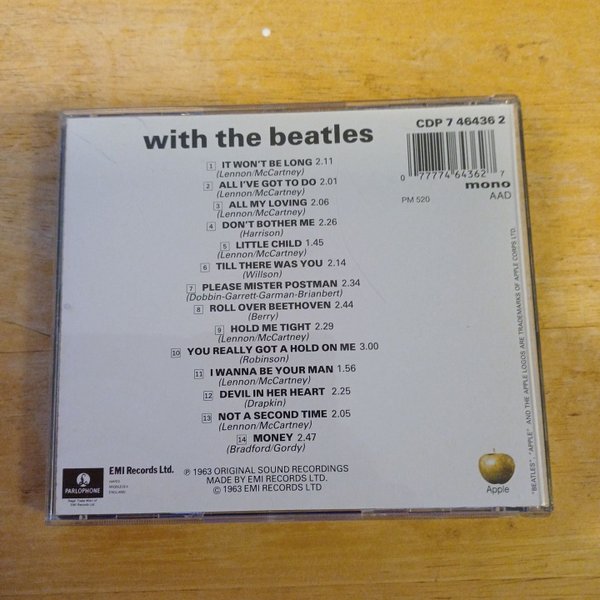 CDP 7 46436 2
with the beatles
0 77774 64362 7
mono
AAD
PM 520
1 IT WON'T BE LONG 2.11
(Lennon/McCartney)
2 ALL I'VE GOT TO DO 2.01
(Lennon/McCartney)
3 ALL MY LOVING 2.06
(Lennon/McCartney)
4 DON'T BOTHER ME 2.26
(Harrison)
5 LITTLE CHILD 1.45
(Lennon/McCartney)
6 TILL THERE WAS YOU 2.14
(Willson)
7 PLEASE MISTER POSTMAN 2.34
(Dobbin-Garrett-Garman-Brianbert)
8 ROLL OVER BEETHOVEN 2.44
(Berry)
9 HOLD ME TIGHT 2.29
(Lennon/McCartney)
10 YOU REALLY GOT A HOLD ON ME 3.00
(Robinson)
11 I WANNA BE YOUR MAN 1.56
(Lennon/McCartney)
12 DEVIL IN HER HEART 2.25
(Drapkin)
13 NOT A SECOND TIME 2.05
(Lennon/McCartney)
14 MONEY 2.47
(Bradford/Gordy)
PARLOPHONE
EMI Records Ltd.
HAYES
MIDDLESEX
ENGLAND
℗ 1963 ORIGINAL SOUND RECORDINGS
MADE BY EMI RECORDS LTD.
© 1963 EMI RECORDS LTD
Apple
"BEATLES", "APPLE" AND THE APPLE LOGOS ARE TRADEMARKS OF APPLE CORPS LTD.